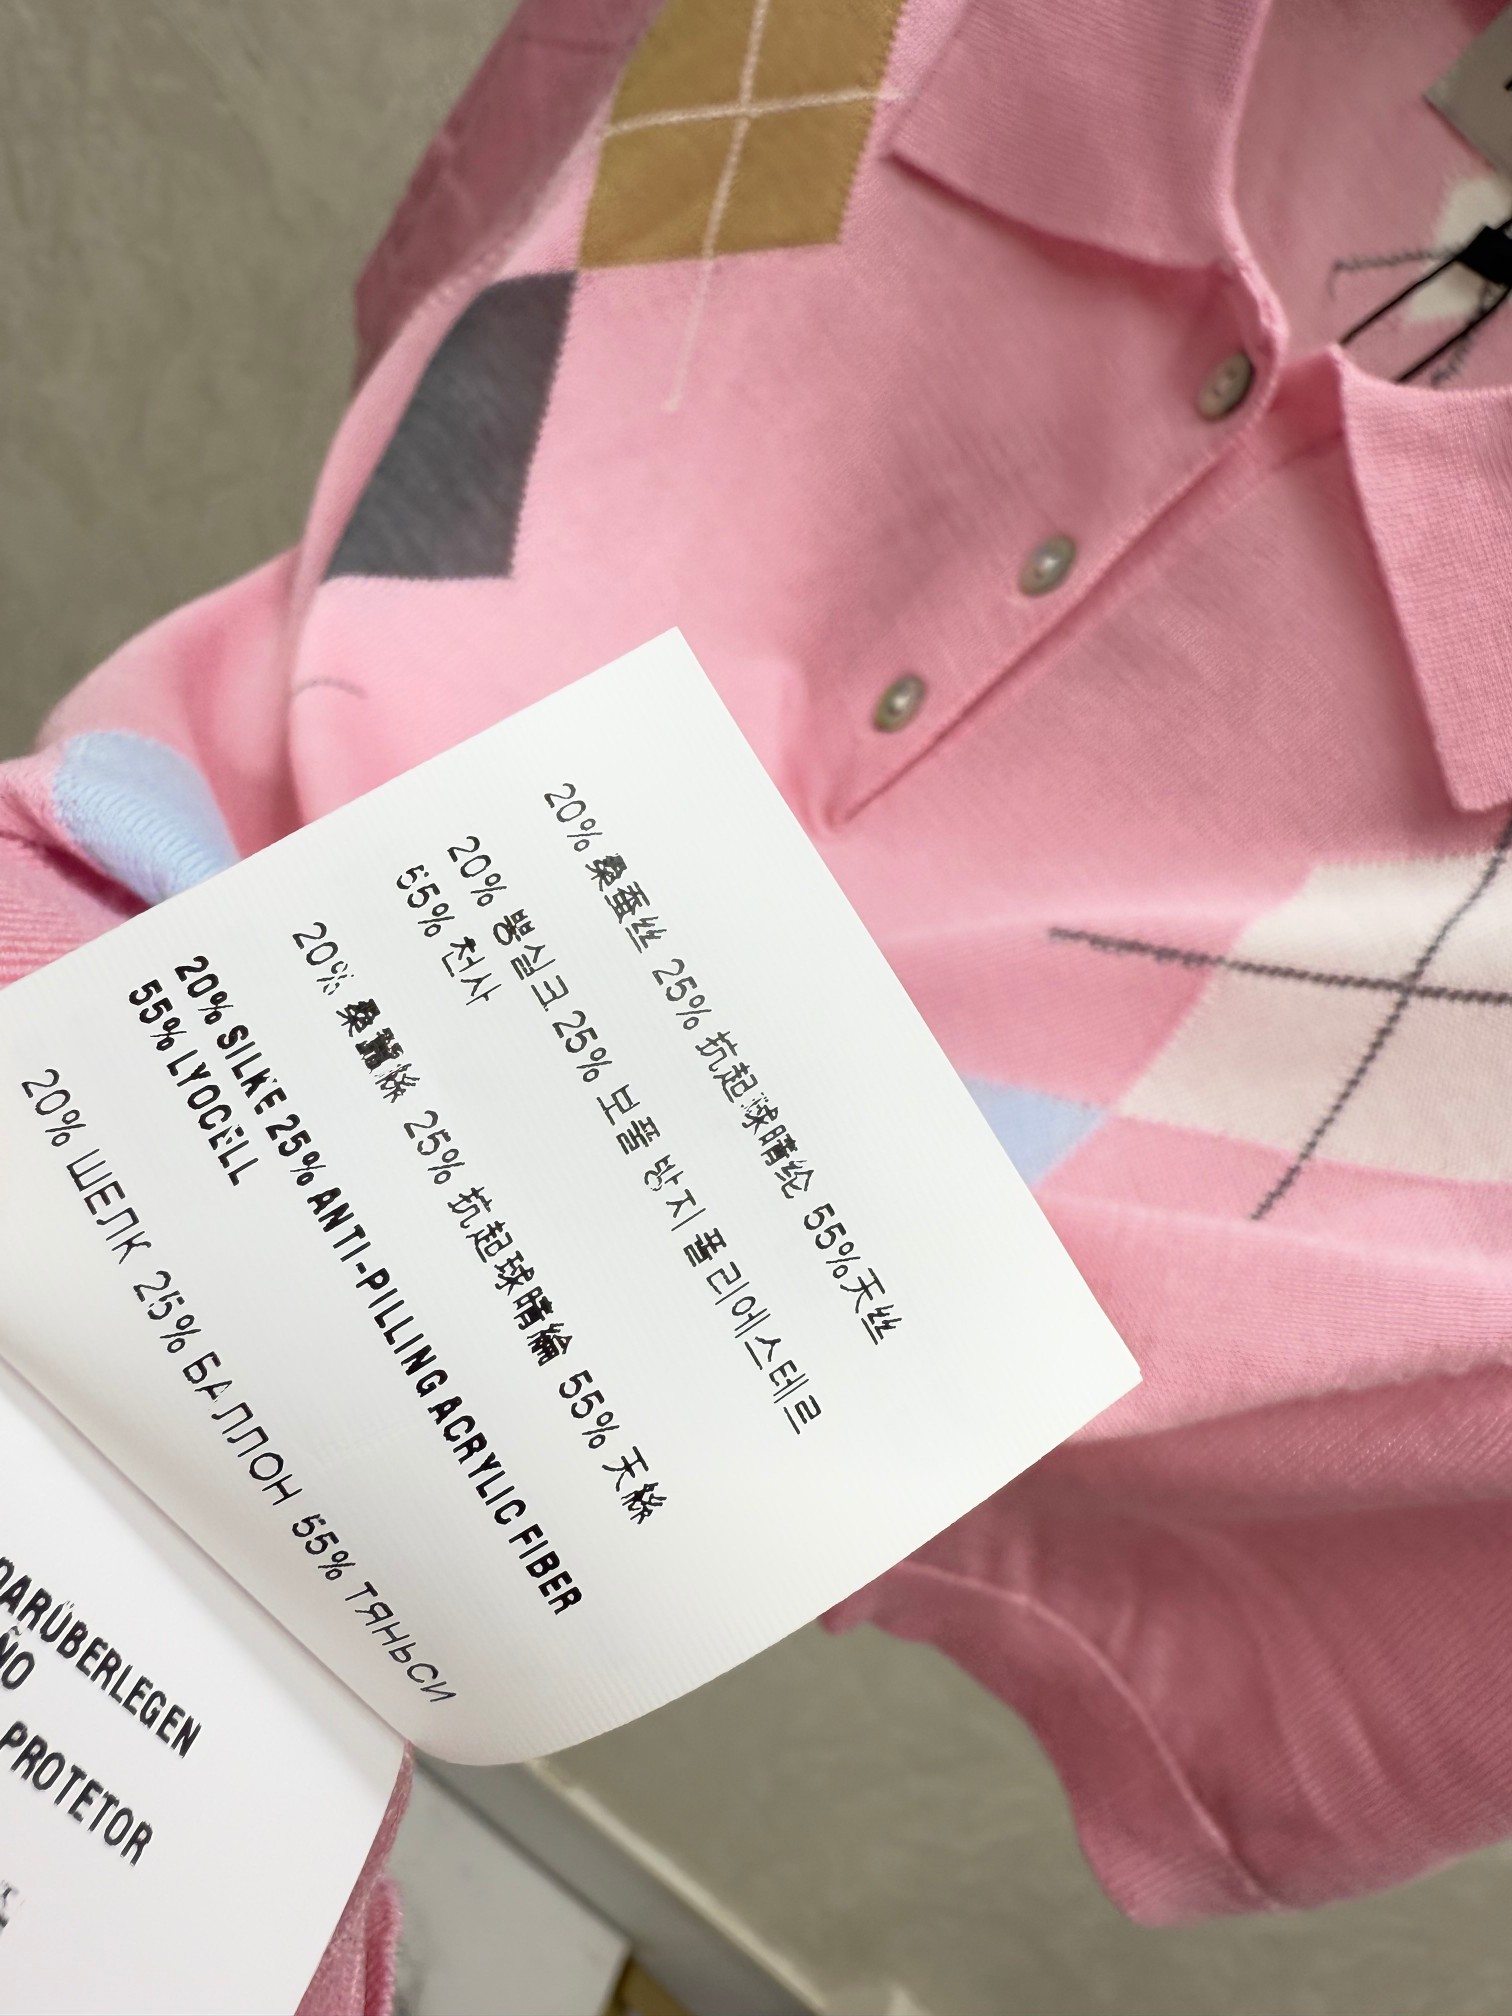 20% 桑蚕丝 25% 抗起球晴纶 55%天丝
20% 뽕실크 25% 보풀 방지 폴리에스테르
55% 천사
20% 桑蠶絲 25% 抗起球晴綸 55% 天絲
20% SILKE 25% ANTI-PILLING ACRYLIC FIBER
55% LYOCELL
20% ШЕЛК 25% БАЛЛОН 55% ТЯНЬСИ
DARÜBERLEGEN
ÑO
PROTETOR